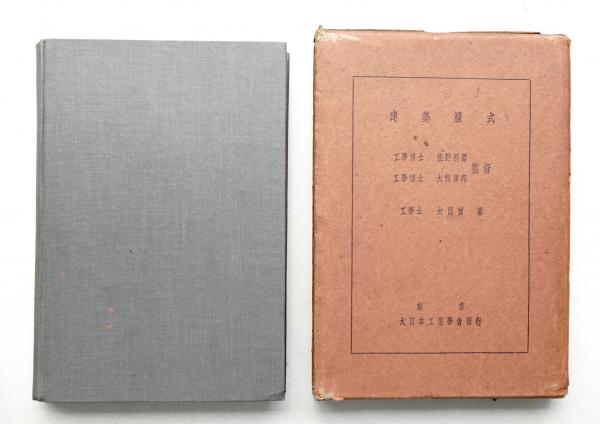 建築様式
工學博士 佐野利器
工學博士 大熊喜邦
監修
工學士 大岡實 著
東京
大日本工業學會發行